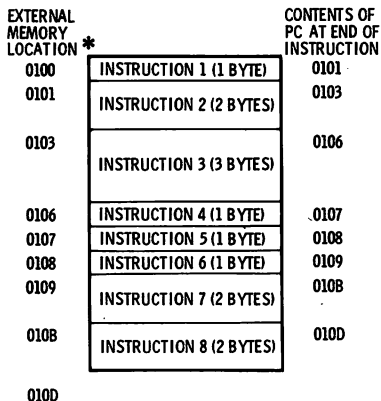 EXTERNAL MEMORY LOCATION *
CONTENTS OF PC AT END OF INSTRUCTION
0100 INSTRUCTION 1 (1 BYTE) 0101
0101 INSTRUCTION 2 (2 BYTES) 0103
0103 INSTRUCTION 3 (3 BYTES) 0106
0106 INSTRUCTION 4 (1 BYTE) 0107
0107 INSTRUCTION 5 (1 BYTE) 0108
0108 INSTRUCTION 6 (1 BYTE) 0109
0109 INSTRUCTION 7 (2 BYTES) 010B
010B INSTRUCTION 8 (2 BYTES) 010D
010D